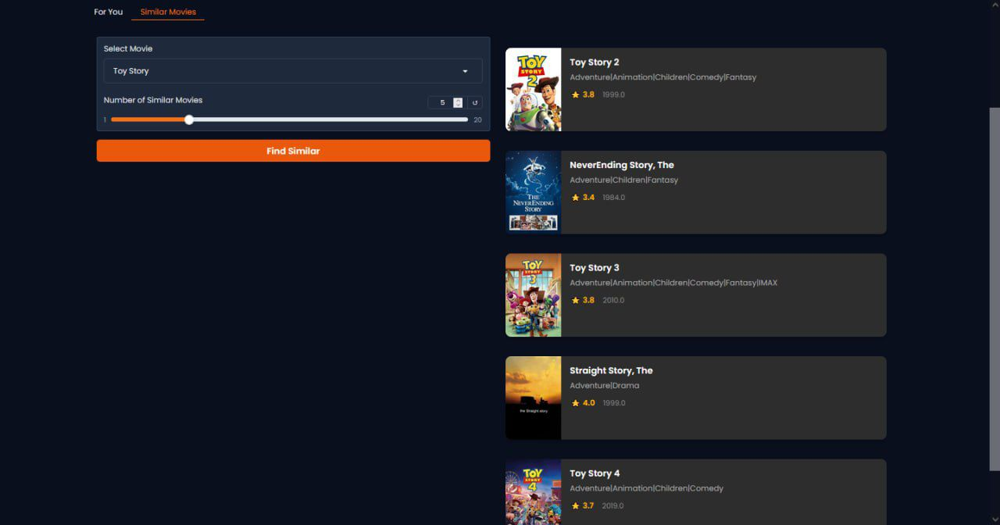 For You
Similar Movies
Select Movie
Toy Story
Number of Similar Movies
5
1
20
Find Similar
TOY STORY 2
Toy Story 2
Adventure|Animation|Children|Comedy|Fantasy
3.8 1999.0
THE
NEVERENDING
STORY
NeverEnding Story, The
Adventure|Children|Fantasy
3.4 1984.0
TOY STORY 3
Toy Story 3
Adventure|Animation|Children|Comedy|Fantasy|IMAX
3.8 2010.0
the Straight story
Straight Story, The
Adventure|Drama
4.0 1999.0
TOY STORY 4
Toy Story 4
Adventure|Animation|Children|Comedy
3.7 2019.0